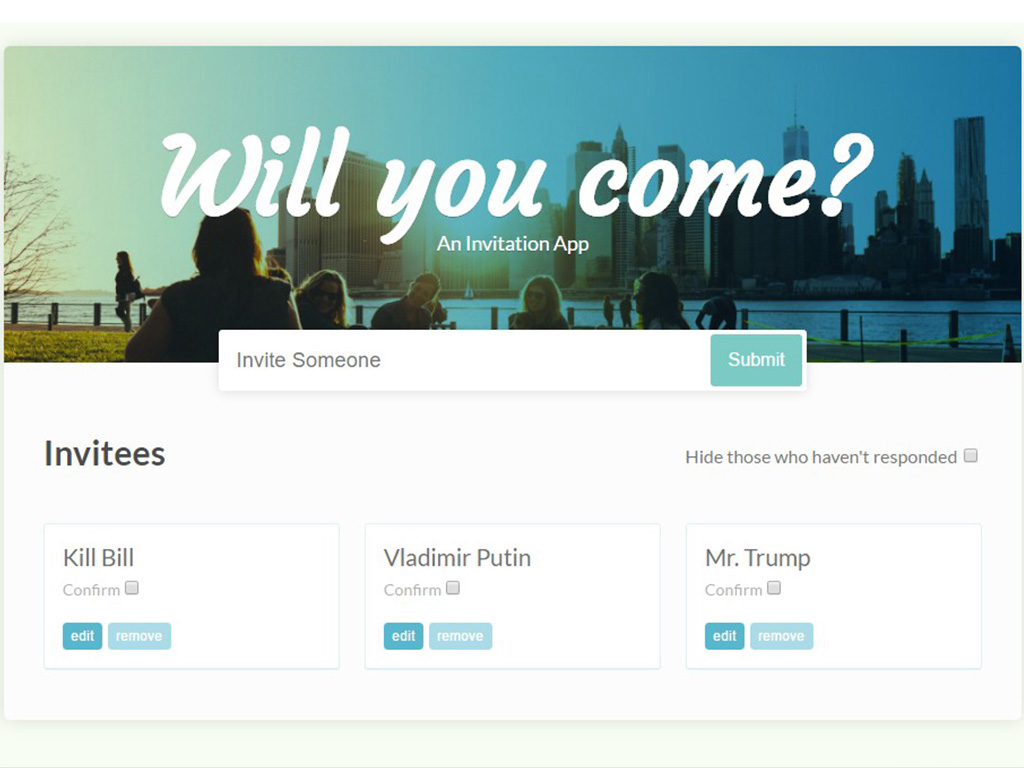 Will you come?
An Invitation App
Invite Someone
Submit
Invitees
Hide those who haven't responded
Kill Bill
Confirm
edit remove
Vladimir Putin
Confirm
edit remove
Mr. Trump
Confirm
edit remove